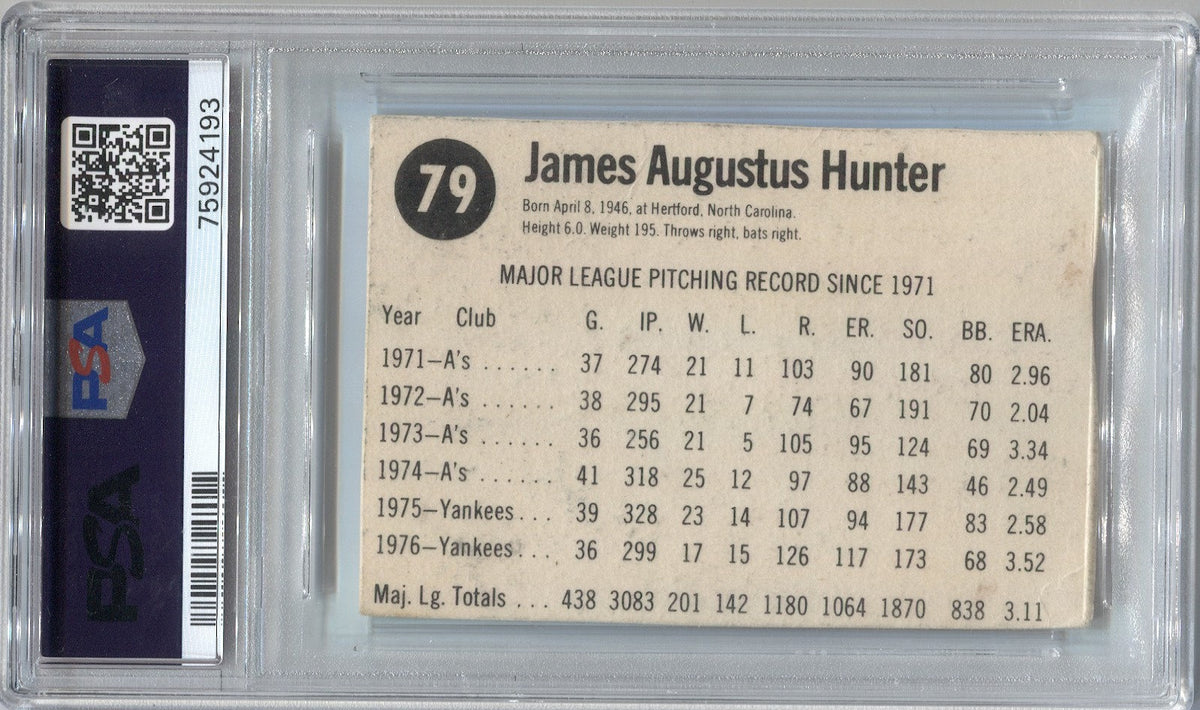 75924193
PSA
PSA
79
James Augustus Hunter
Born April 8, 1946, at Hertford, North Carolina.
Height 6.0. Weight 195. Throws right, bats right.
MAJOR LEAGUE PITCHING RECORD SINCE 1971
Year Club G. IP. W. L. R. ER. SO. BB. ERA.
1971—A's ...... 37 274 21 11 103 90 181 80 2.96
1972—A's ...... 38 295 21 7 74 67 191 70 2.04
1973—A's ...... 36 256 21 5 105 95 124 69 3.34
1974—A's ...... 41 318 25 12 97 88 143 46 2.49
1975—Yankees... 39 328 23 14 107 94 177 83 2.58
1976—Yankees... 36 299 17 15 126 117 173 68 3.52
Maj. Lg. Totals ... 438 3083 201 142 1180 1064 1870 838 3.11